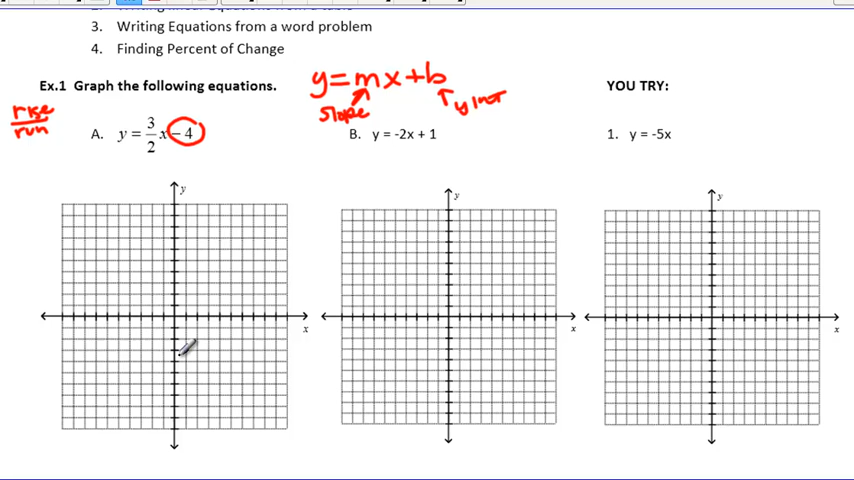 3. Writing Equations from a word problem
4. Finding Percent of Change
Ex.1 Graph the following equations.
y=mx+b
YOU TRY:
slope
y int
rise
run
A. y = 3/2 x − 4
B. y = -2x + 1
1. y = -5x
y
y
y
x
x
x